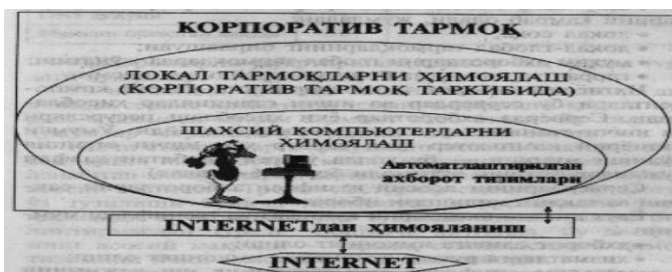 КОРПОРАТИВ ТАРМОҚ
ЛОКАЛ ТАРМОҚЛАРНИ ҲИМОЯЛАШ
(КОРПОРАТИВ ТАРМОҚ ТАРКИБИДА)
ШАХСИЙ КОМПЬЮТЕРЛАРНИ
ҲИМОЯЛАШ
Автоматлаштирилган
ахборот тизимлари
INTERNETдан ҳимояланиш
INTERNET